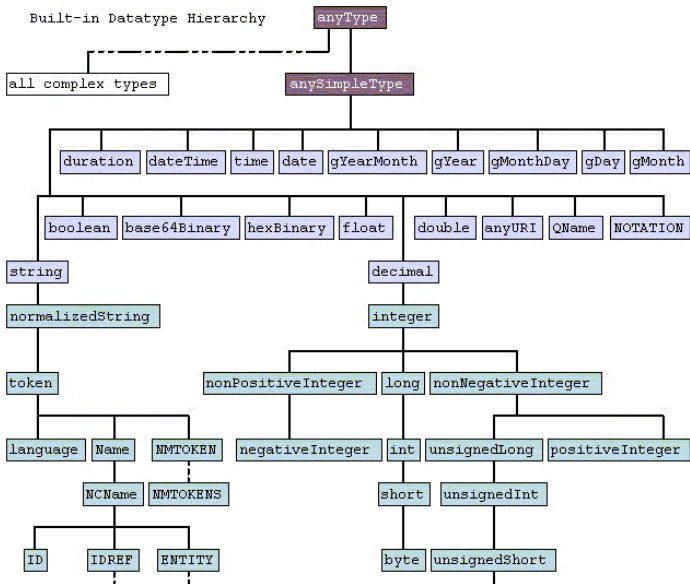 Built-in Datatype Hierarchy anyType
all complex types anySimpleType
duration dateTime time date gYearMonth gYear gMonthDay gDay gMonth
boolean base64Binary hexBinary float double anyURI QName NOTATION
string decimal
normalizedString integer
token nonPositiveInteger long nonNegativeInteger
language Name NMTOKEN negativeInteger int unsignedLong positiveInteger
NCName NMTOKENS short unsignedInt
ID IDREF ENTITY byte unsignedShort